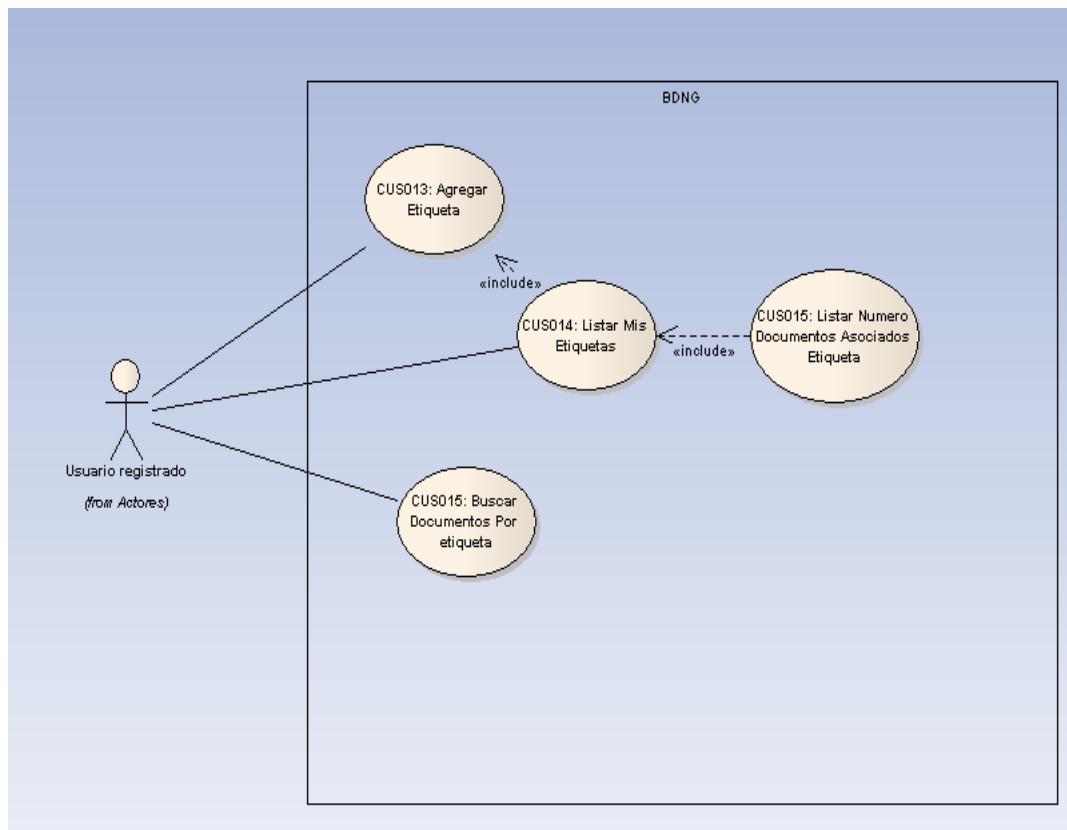 BDNG
CUS013: Agregar
Etiqueta
«include»
CUS014: Listar Mis
Etiquetas
«include»
CUS015: Listar Numero
Documentos Asociados
Etiqueta
Usuario registrado
(from Actores)
CUS015: Buscar
Documentos Por
etiqueta